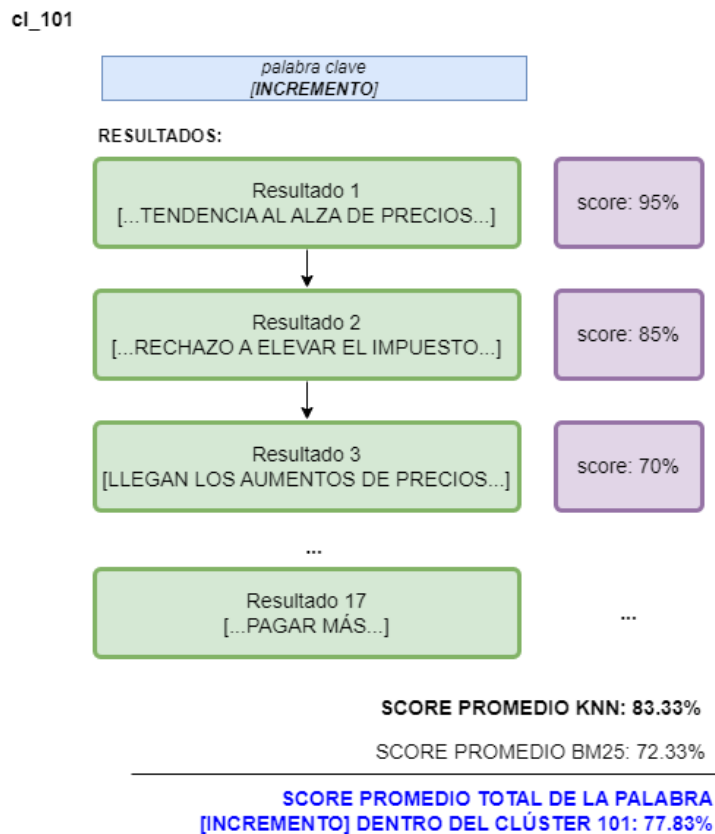 cl_101
palabra clave
[INCREMENTO]
RESULTADOS:
Resultado 1
[...TENDENCIA AL ALZA DE PRECIOS...]
score: 95%
Resultado 2
[...RECHAZO A ELEVAR EL IMPUESTO...]
score: 85%
Resultado 3
[LLEGAN LOS AUMENTOS DE PRECIOS...]
score: 70%
...
Resultado 17
[...PAGAR MÁS...]
...
SCORE PROMEDIO KNN: 83.33%
SCORE PROMEDIO BM25: 72.33%
SCORE PROMEDIO TOTAL DE LA PALABRA
[INCREMENTO] DENTRO DEL CLÚSTER 101: 77.83%